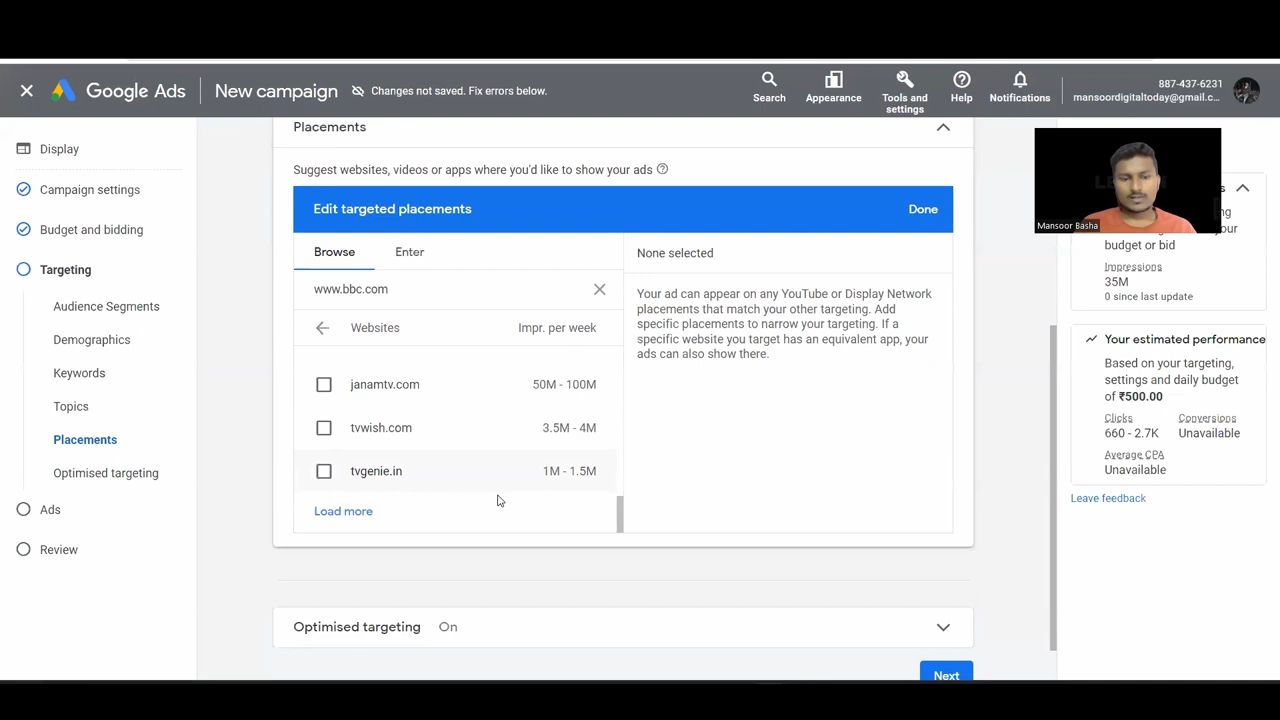 Google Ads
New campaign
Changes not saved. Fix errors below.
Search
Appearance
Tools and
settings
Help
Notifications
887-437-6231
mansoordigitaltoday@gmail.c...
Display
Campaign settings
Budget and bidding
Targeting
Audience Segments
Demographics
Keywords
Topics
Placements
Optimised targeting
Ads
Review
Placements
Suggest websites, videos or apps where you'd like to show your ads
Edit targeted placements
Done
Browse
Enter
www.bbc.com
Websites
Impr. per week
janamtv.com
50M - 100M
tvwish.com
3.5M - 4M
tvgenie.in
1M - 1.5M
Load more
None selected
Your ad can appear on any YouTube or Display Network
placements that match your other targeting. Add
specific placements to narrow your targeting. If a
specific website you target has an equivalent app, your
ads can also show there.
Optimised targeting
On
Next
Mansoor Basha
budget or bid
Impressions
35M
0 since last update
Your estimated performance
Based on your targeting,
settings and daily budget
of ₹500.00
Clicks
Conversions
660 - 2.7K
Unavailable
Average CPA
Unavailable
Leave feedback